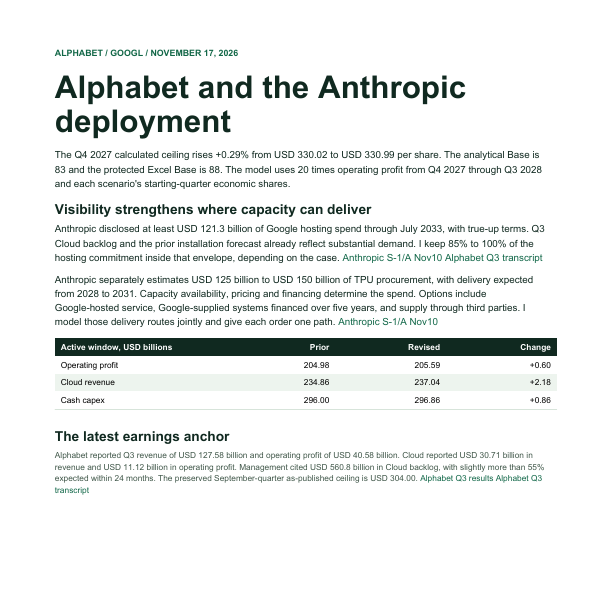 ALPHABET / GOOGL / NOVEMBER 17, 2026
Alphabet and the Anthropic
deployment
The Q4 2027 calculated ceiling rises +0.29% from USD 330.02 to USD 330.99 per share. The analytical Base is
83 and the protected Excel Base is 88. The model uses 20 times operating profit from Q4 2027 through Q3 2028
and each scenario's starting-quarter economic shares.
Visibility strengthens where capacity can deliver
Anthropic disclosed at least USD 121.3 billion of Google hosting spend through July 2033, with true-up terms. Q3
Cloud backlog and the prior installation forecast already reflect substantial demand. I keep 85% to 100% of the
hosting commitment inside that envelope, depending on the case. Anthropic S-1/A Nov10 Alphabet Q3 transcript
Anthropic separately estimates USD 125 billion to USD 150 billion of TPU procurement, with delivery expected
from 2028 to 2031. Capacity availability, pricing and financing determine the spend. Options include
Google-hosted service, Google-supplied systems financed over five years, and supply through third parties. I
model those delivery routes jointly and give each order one path. Anthropic S-1/A Nov10
Active window, USD billions Prior Revised Change
Operating profit 204.98 205.59 +0.60
Cloud revenue 234.86 237.04 +2.18
Cash capex 296.00 296.86 +0.86
The latest earnings anchor
Alphabet reported Q3 revenue of USD 127.58 billion and operating profit of USD 40.58 billion. Cloud reported USD 30.71 billion in
revenue and USD 11.12 billion in operating profit. Management cited USD 560.8 billion in Cloud backlog, with slightly more than 55%
expected within 24 months. The preserved September-quarter as-published ceiling is USD 304.00. Alphabet Q3 results Alphabet Q3
transcript